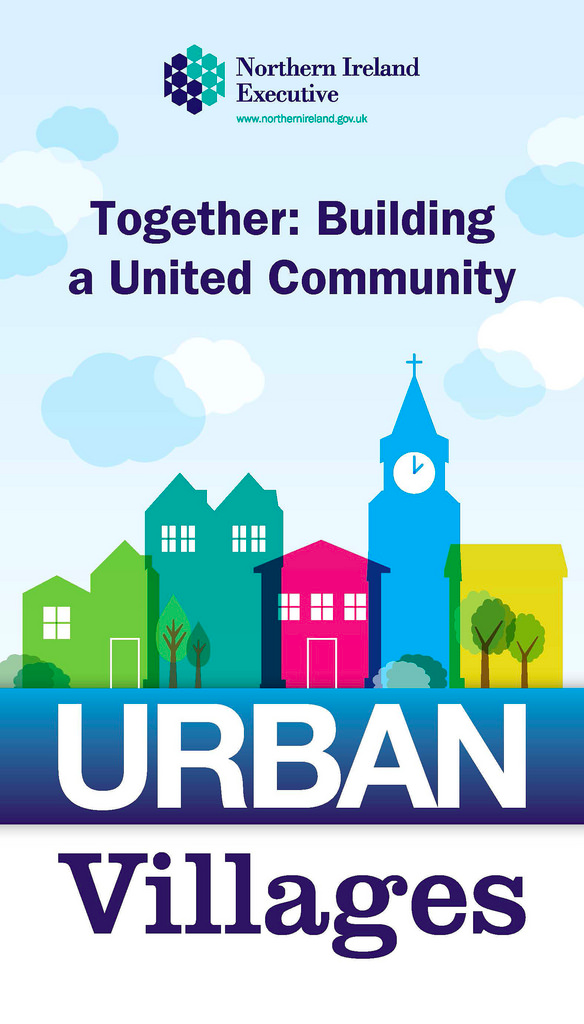 Northern Ireland
Executive
www.northernireland.gov.uk
Together: Building
a United Community
URBAN
Villages